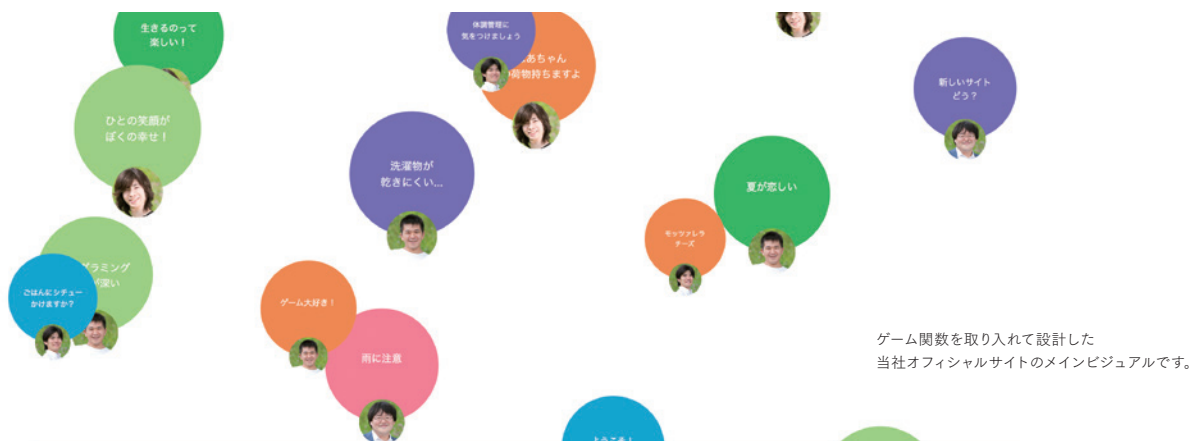 生きるのって
楽しい！
体調管理に
気をつけましょう
あちゃん
荷物持ちますよ
新しいサイト
どう？
ひとの笑顔が
ぼくの幸せ！
洗濯物が
乾きにくい...
夏が恋しい
モッツァレラ
チーズ
グラミング
深い
ごはんにシチュー
かけますか？
ゲーム大好き！
雨に注意
ゲーム関数を取り入れて設計した
当社オフィシャルサイトのメインビジュアルです。
ようこそ！